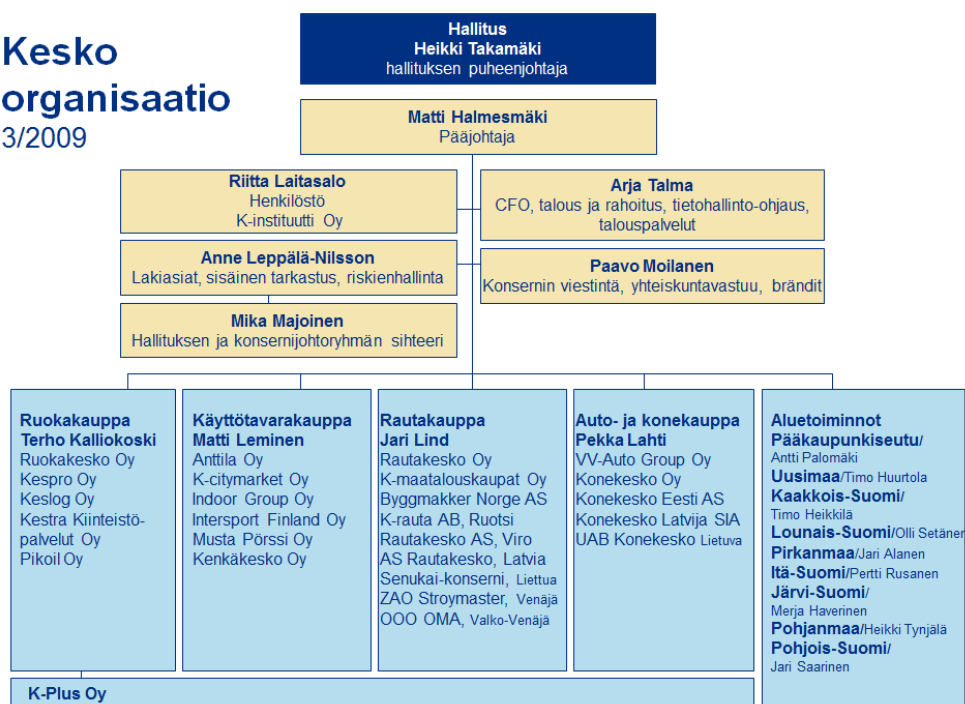 Kesko
organisaatio
3/2009
Hallitus
Heikki Takamäki
hallituksen puheenjohtaja
Matti Halmesmäki
Pääjohtaja
Riitta Laitasalo
Henkilöstö
K-instituutti Oy
Arja Talma
CFO, talous ja rahoitus, tietohallinto-ohjaus,
talouspalvelut
Anne Leppälä-Nilsson
Lakiasiat, sisäinen tarkastus, riskienhallinta
Paavo Moilanen
Konsernin viestintä, yhteiskuntavastuu, brändit
Mika Majoinen
Hallituksen ja konsernijohtoryhmän sihteeri
Ruokakauppa
Terho Kalliokoski
Ruokakesko Oy
Kespro Oy
Keslog Oy
Kestra Kiinteistö-
palvelut Oy
Pikoil Oy
Käyttötavarakauppa
Matti Leminen
Anttila Oy
K-citymarket Oy
Indoor Group Oy
Intersport Finland Oy
Musta Pörssi Oy
Kenkäkesko Oy
Rautakauppa
Jari Lind
Rautakesko Oy
K-maatalouskaupat Oy
Byggmakker Norge AS
K-rauta AB, Ruotsi
Rautakesko AS, Viro
AS Rautakesko, Latvia
Senukai-konserni, Liettua
ZAO Stroymaster, Venäjä
OOO OMA, Valko-Venäjä
Auto- ja konekauppa
Pekka Lahti
VV-Auto Group Oy
Konekesko Oy
Konekesko Eesti AS
Konekesko Latvija SIA
UAB Konekesko Lietuva
Aluetoiminnot
Pääkaupunkiseutu/
Antti Palomäki
Uusimaa/Timo Huurtola
Kaakkois-Suomi/
Timo Heikkilä
Lounais-Suomi/Olli Setänen
Pirkanmaa/Jari Alanen
Itä-Suomi/Pertti Rusanen
Järvi-Suomi/
Merja Haverinen
Pohjanmaa/Heikki Tynjälä
Pohjois-Suomi/
Jari Saarinen
K-Plus Oy